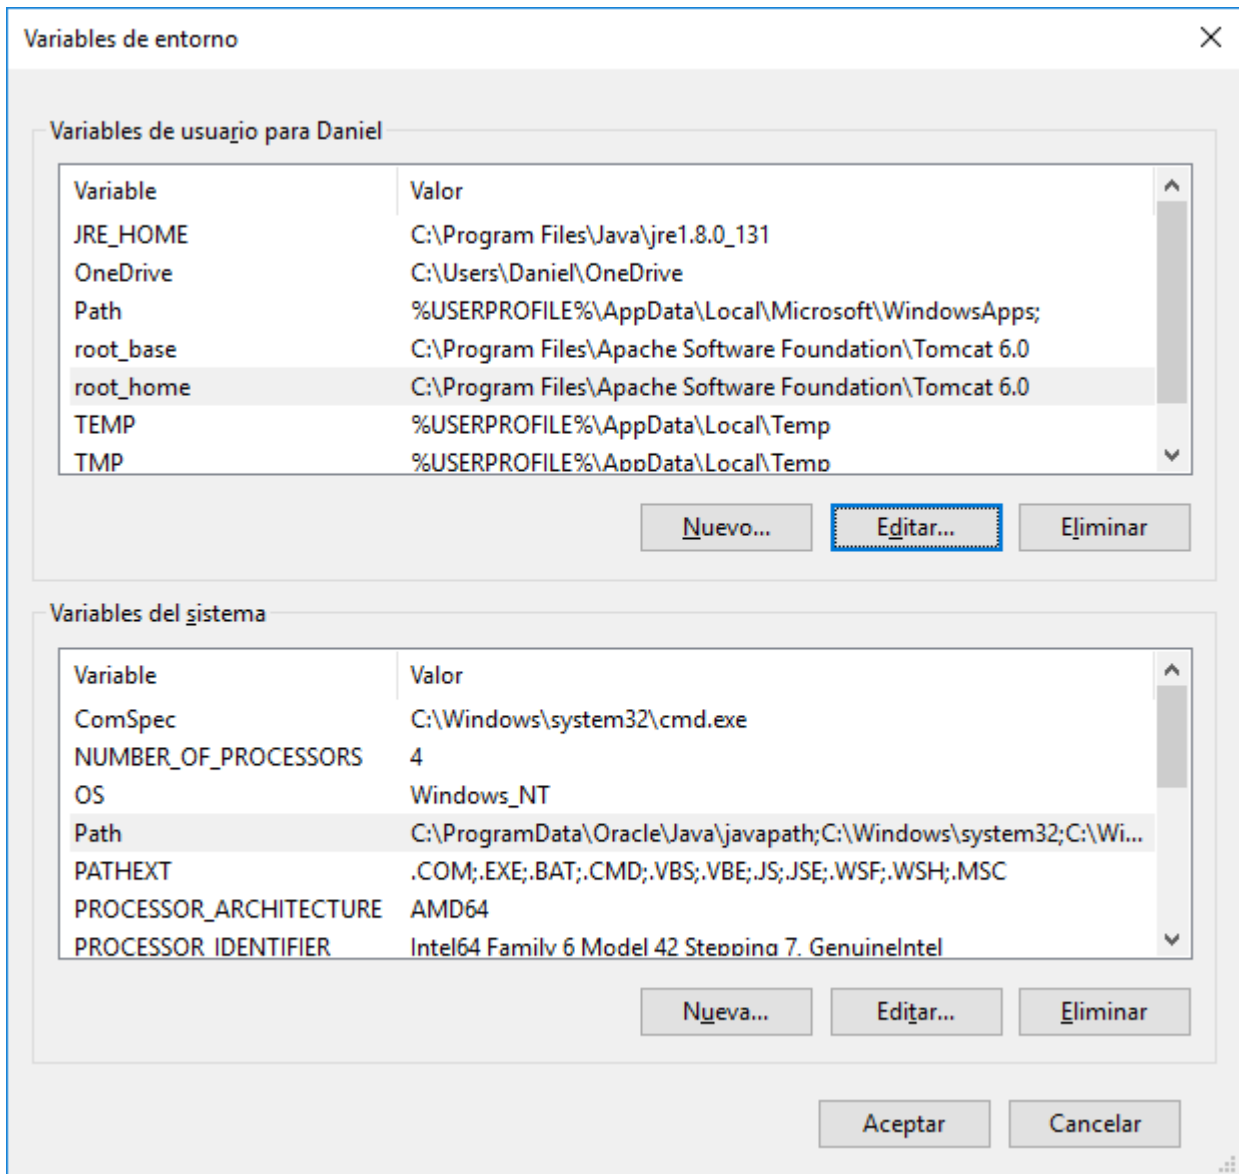 Variables de entorno
Variables de usuario para Daniel
Variable Valor
JRE_HOME C:\Program Files\Java\jre1.8.0_131
OneDrive C:\Users\Daniel\OneDrive
Path %USERPROFILE%\AppData\Local\Microsoft\WindowsApps;
root_base C:\Program Files\Apache Software Foundation\Tomcat 6.0
root_home C:\Program Files\Apache Software Foundation\Tomcat 6.0
TEMP %USERPROFILE%\AppData\Local\Temp
TMP %USERPROFILE%\AppData\Local\Temp
Nuevo... Editar... Eliminar
Variables del sistema
Variable Valor
ComSpec C:\Windows\system32\cmd.exe
NUMBER_OF_PROCESSORS 4
OS Windows_NT
Path C:\ProgramData\Oracle\Java\javapath;C:\Windows\system32;C:\Wi...
PATHEXT .COM;.EXE;.BAT;.CMD;.VBS;.VBE;.JS;.JSE;.WSF;.WSH;.MSC
PROCESSOR_ARCHITECTURE AMD64
PROCESSOR_IDENTIFIER Intel64 Family 6 Model 42 Stepping 7, GenuineIntel
Nueva... Editar... Eliminar
Aceptar Cancelar